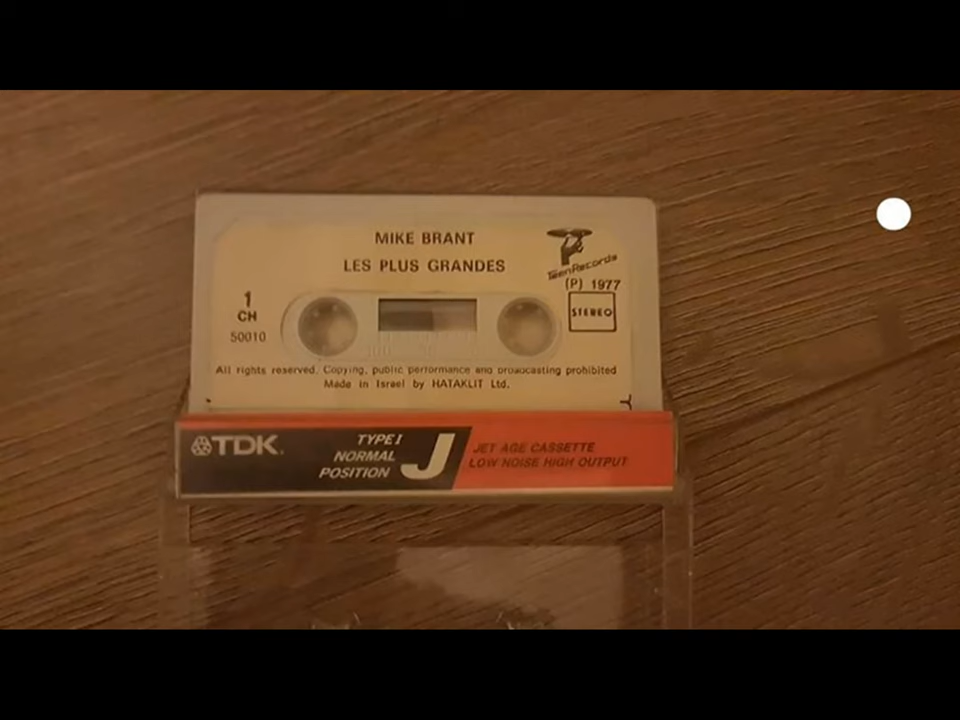 MIKE BRANT
LES PLUS GRANDES
TeenRecords
(P) 1977
STEREO
1
CH
50010
100
All rights reserved. Copying, public performance and broadcasting prohibited
Made in Israel by HATAKLIT Ltd.
TDK
TYPE I
NORMAL
POSITION
J
JET AGE CASSETTE
LOW NOISE HIGH OUTPUT